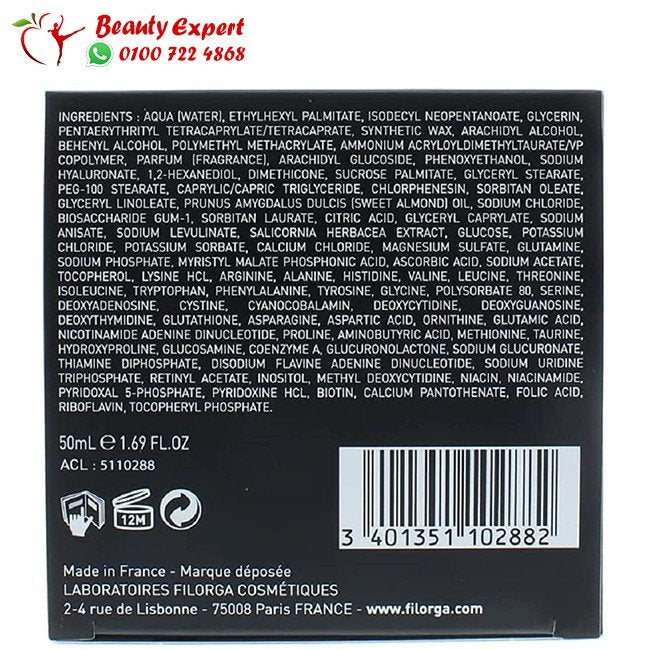 Beauty Expert
0100 722 4868
INGREDIENTS : AQUA (WATER), ETHYLHEXYL PALMITATE, ISODECYL NEOPENTANOATE, GLYCERIN,
PENTAERYTHRITYL TETRACAPRYLATE/TETRACAPRATE, SYNTHETIC WAX, ARACHIDYL ALCOHOL,
BEHENYL ALCOHOL, POLYMETHYL METHACRYLATE, AMMONIUM ACRYLOYLDIMETHYLTAURATE/VP
COPOLYMER, PARFUM (FRAGRANCE), ARACHIDYL GLUCOSIDE, PHENOXYETHANOL, SODIUM
HYALURONATE, 1,2-HEXANEDIOL, DIMETHICONE, SUCROSE PALMITATE, GLYCERYL STEARATE,
PEG-100 STEARATE, CAPRYLIC/CAPRIC TRIGLYCERIDE, CHLORPHENESIN, SORBITAN OLEATE,
GLYCERYL LINOLEATE, PRUNUS AMYGDALUS DULCIS (SWEET ALMOND) OIL, SODIUM CHLORIDE,
BIOSACCHARIDE GUM-1, SORBITAN LAURATE, CITRIC ACID, GLYCERYL CAPRYLATE, SODIUM
ANISATE, SODIUM LEVULINATE, SALICORNIA HERBACEA EXTRACT, GLUCOSE, POTASSIUM
CHLORIDE, POTASSIUM SORBATE, CALCIUM CHLORIDE, MAGNESIUM SULFATE, GLUTAMINE,
SODIUM PHOSPHATE, MYRISTYL MALATE PHOSPHONIC ACID, ASCORBIC ACID, SODIUM ACETATE,
TOCOPHEROL, LYSINE HCL, ARGININE, ALANINE, HISTIDINE, VALINE, LEUCINE, THREONINE,
ISOLEUCINE, TRYPTOPHAN, PHENYLALANINE, TYROSINE, GLYCINE, POLYSORBATE 80, SERINE,
DEOXYADENOSINE, CYSTINE, CYANOCOBALAMIN, DEOXYCYTIDINE, DEOXYGUANOSINE,
DEOXYTHYMIDINE, GLUTATHIONE, ASPARAGINE, ASPARTIC ACID, ORNITHINE, GLUTAMIC ACID,
NICOTINAMIDE ADENINE DINUCLEOTIDE, PROLINE, AMINOBUTYRIC ACID, METHIONINE, TAURINE,
HYDROXYPROLINE, GLUCOSAMINE, COENZYME A, GLUCURONOLACTONE, SODIUM GLUCURONATE,
THIAMINE DIPHOSPHATE, DISODIUM FLAVINE ADENINE DINUCLEOTIDE, SODIUM URIDINE
TRIPHOSPHATE, RETINYL ACETATE, INOSITOL, METHYL DEOXYCYTIDINE, NIACIN, NIACINAMIDE,
PYRIDOXAL 5-PHOSPHATE, PYRIDOXINE HCL, BIOTIN, CALCIUM PANTOTHENATE, FOLIC ACID,
RIBOFLAVIN, TOCOPHERYL PHOSPHATE.
50mL e 1.69 FL.OZ
ACL : 5110288
12M
3 401351 102882
Made in France - Marque déposée
LABORATOIRES FILORGA COSMÉTIQUES
2-4 rue de Lisbonne - 75008 Paris FRANCE - www.filorga.com